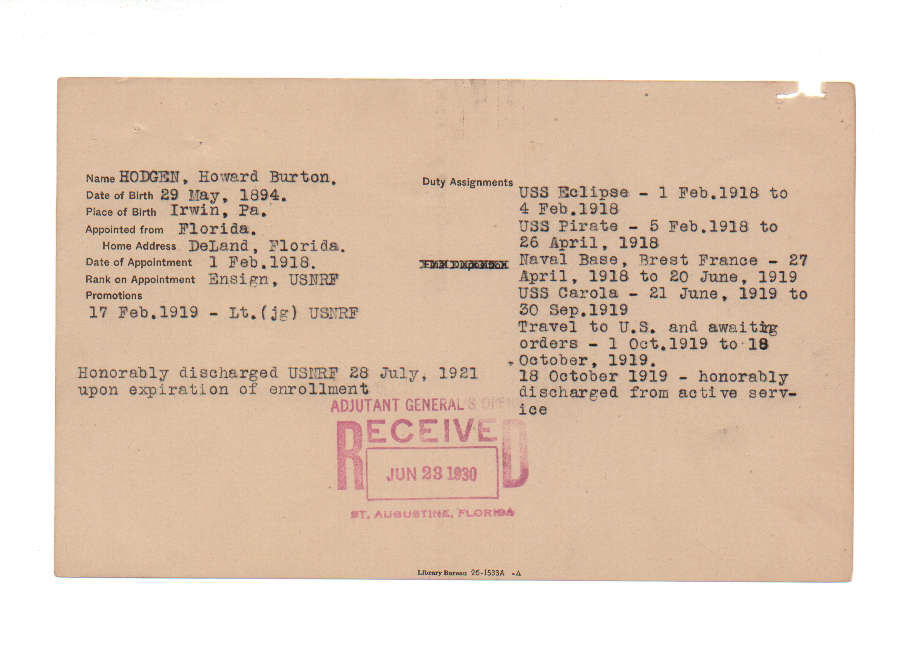 Name HODGEN, Howard Burton.
Date of Birth 29 May, 1894.
Place of Birth Irwin, Pa.
Appointed from Florida.
Home Address DeLand, Florida.
Date of Appointment 1 Feb.1918.
Rank on Appointment Ensign, USNRF
Promotions
17 Feb.1919 - Lt.(jg) USNRF
Honorably discharged USNRF 28 July, 1921
upon expiration of enrollment
Duty Assignments
USS Eclipse - 1 Feb.1918 to
4 Feb.1918
USS Pirate - 5 Feb.1918 to
26 April, 1918
Naval Base, Brest France - 27
April, 1918 to 20 June, 1919
USS Carola - 21 June, 1919 to
30 Sep.1919
Travel to U.S. and awaiting
orders - 1 Oct.1919 to 18
October, 1919.
18 October 1919 - honorably
discharged from active serv-
ice
ADJUTANT GENERAL'S OFFICE
RECEIVED
JUN 23 1930
ST. AUGUSTINE, FLORIDA
Library Bureau 26-1533A -A